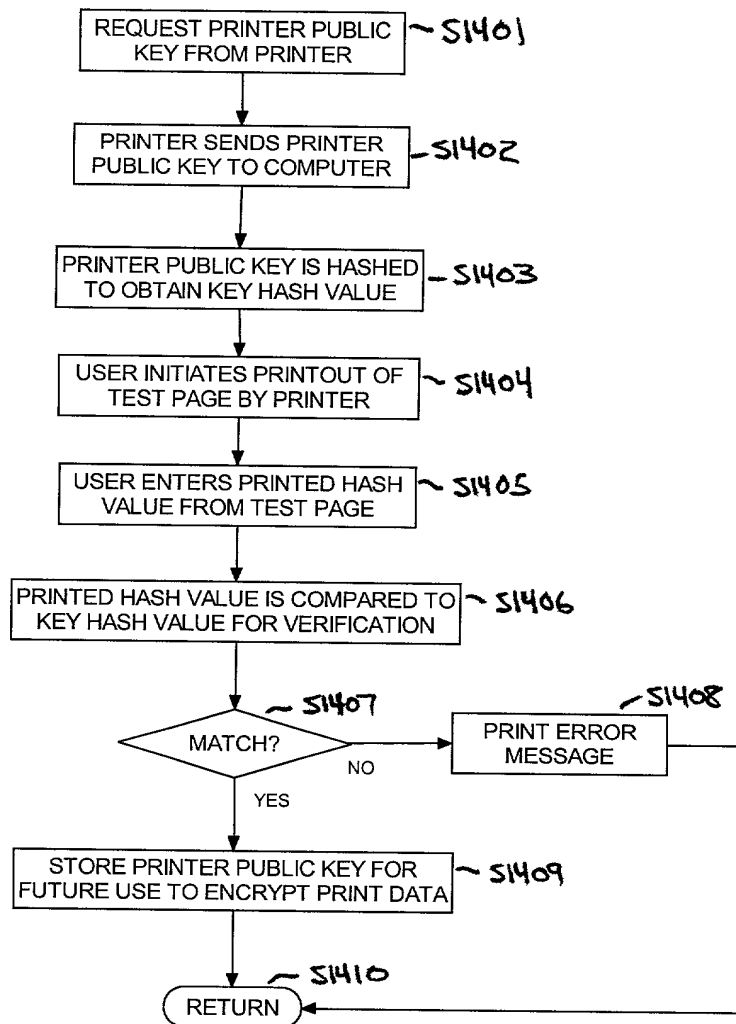 REQUEST PRINTER PUBLIC
KEY FROM PRINTER
~ S1401
PRINTER SENDS PRINTER
PUBLIC KEY TO COMPUTER
- S1402
PRINTER PUBLIC KEY IS HASHED
TO OBTAIN KEY HASH VALUE
- S1403
USER INITIATES PRINTOUT OF
TEST PAGE BY PRINTER
~ S1404
USER ENTERS PRINTED HASH
VALUE FROM TEST PAGE
~ S1405
PRINTED HASH VALUE IS COMPARED TO
KEY HASH VALUE FOR VERIFICATION
~ S1406
~ S1407
MATCH?
NO
~ S1408
PRINT ERROR
MESSAGE
YES
STORE PRINTER PUBLIC KEY FOR
FUTURE USE TO ENCRYPT PRINT DATA
~ S1409
~ S1410
RETURN